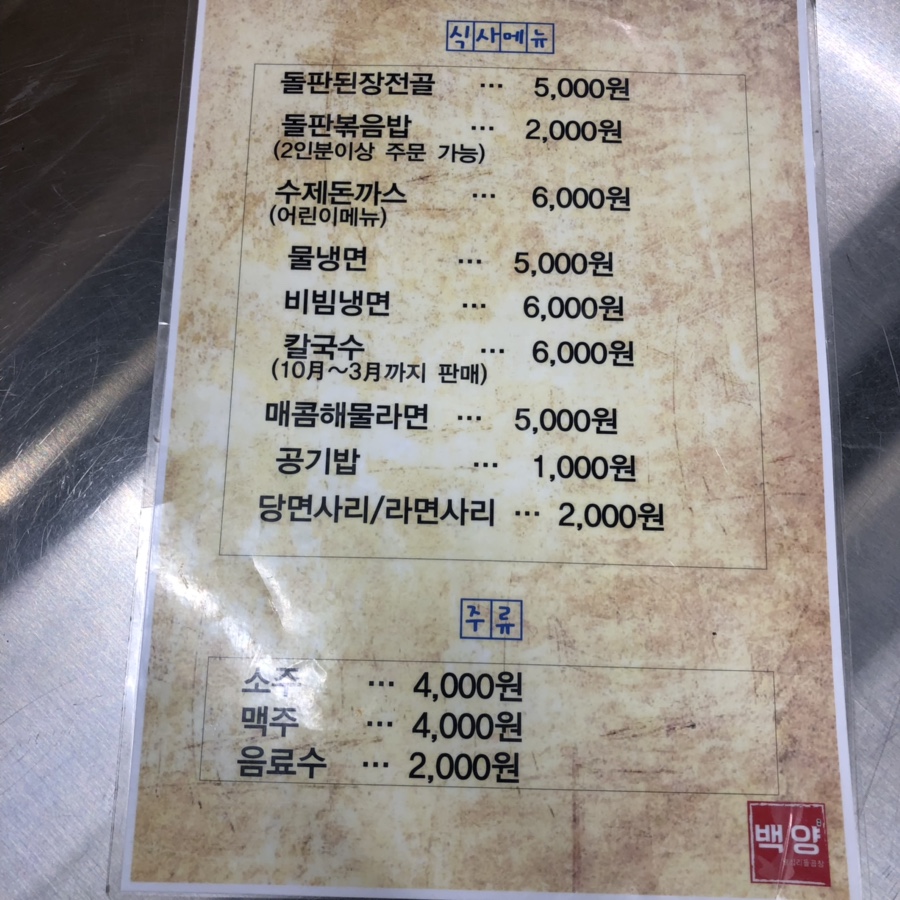 식사메뉴
돌판된장전골 ··· 5,000원
돌판볶음밥 ··· 2,000원
(2인분이상 주문 가능)
수제돈까스 ··· 6,000원
(어린이메뉴)
물냉면 ··· 5,000원
비빔냉면 ··· 6,000원
칼국수 ··· 6,000원
(10月~3月까지 판매)
매콤해물라면 ··· 5,000원
공기밥 ··· 1,000원
당면사리/라면사리 ··· 2,000원
주류
소주 ··· 4,000원
맥주 ··· 4,000원
음료수 ··· 2,000원
백양